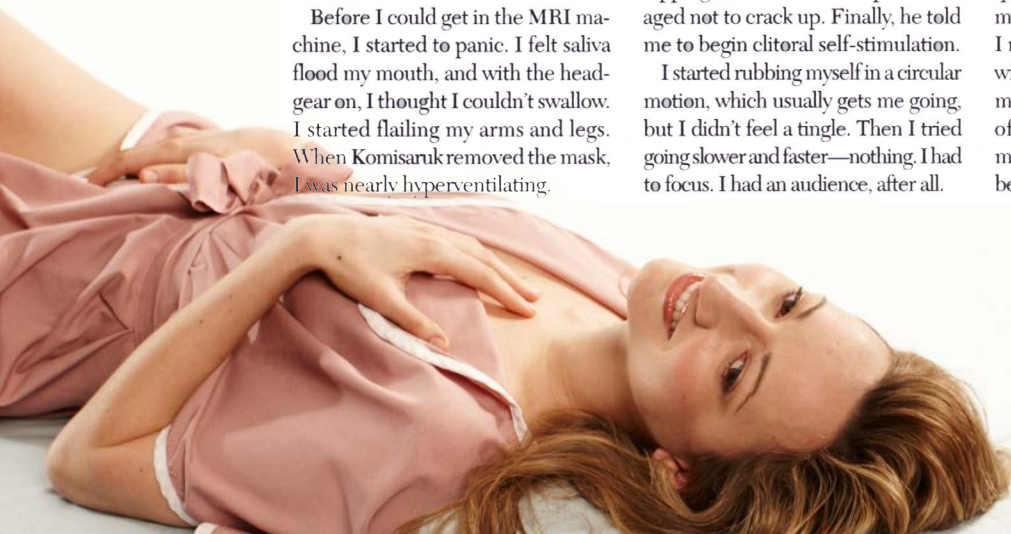 Before I could get in the MRI ma-
chine, I started to panic. I felt saliva
flood my mouth, and with the head-
gear on, I thought I couldn't swallow.
I started flailing my arms and legs.
When Komisaruk removed the mask,
I was nearly hyperventilating.
aged not to crack up. Finally, he told
me to begin clitoral self-stimulation.
I started rubbing myself in a circular
motion, which usually gets me going,
but I didn't feel a tingle. Then I tried
going slower and faster—nothing. I had
to focus. I had an audience, after all.